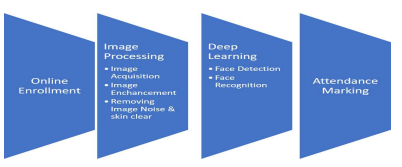 Online
Enrollment
Image
Processing
• Image
Acquisition
• Image
Enchancement
• Removing
Image Noise &
skin clear
Deep
Learning
• Face Detection
• Face
Recognition
Attendance
Marking